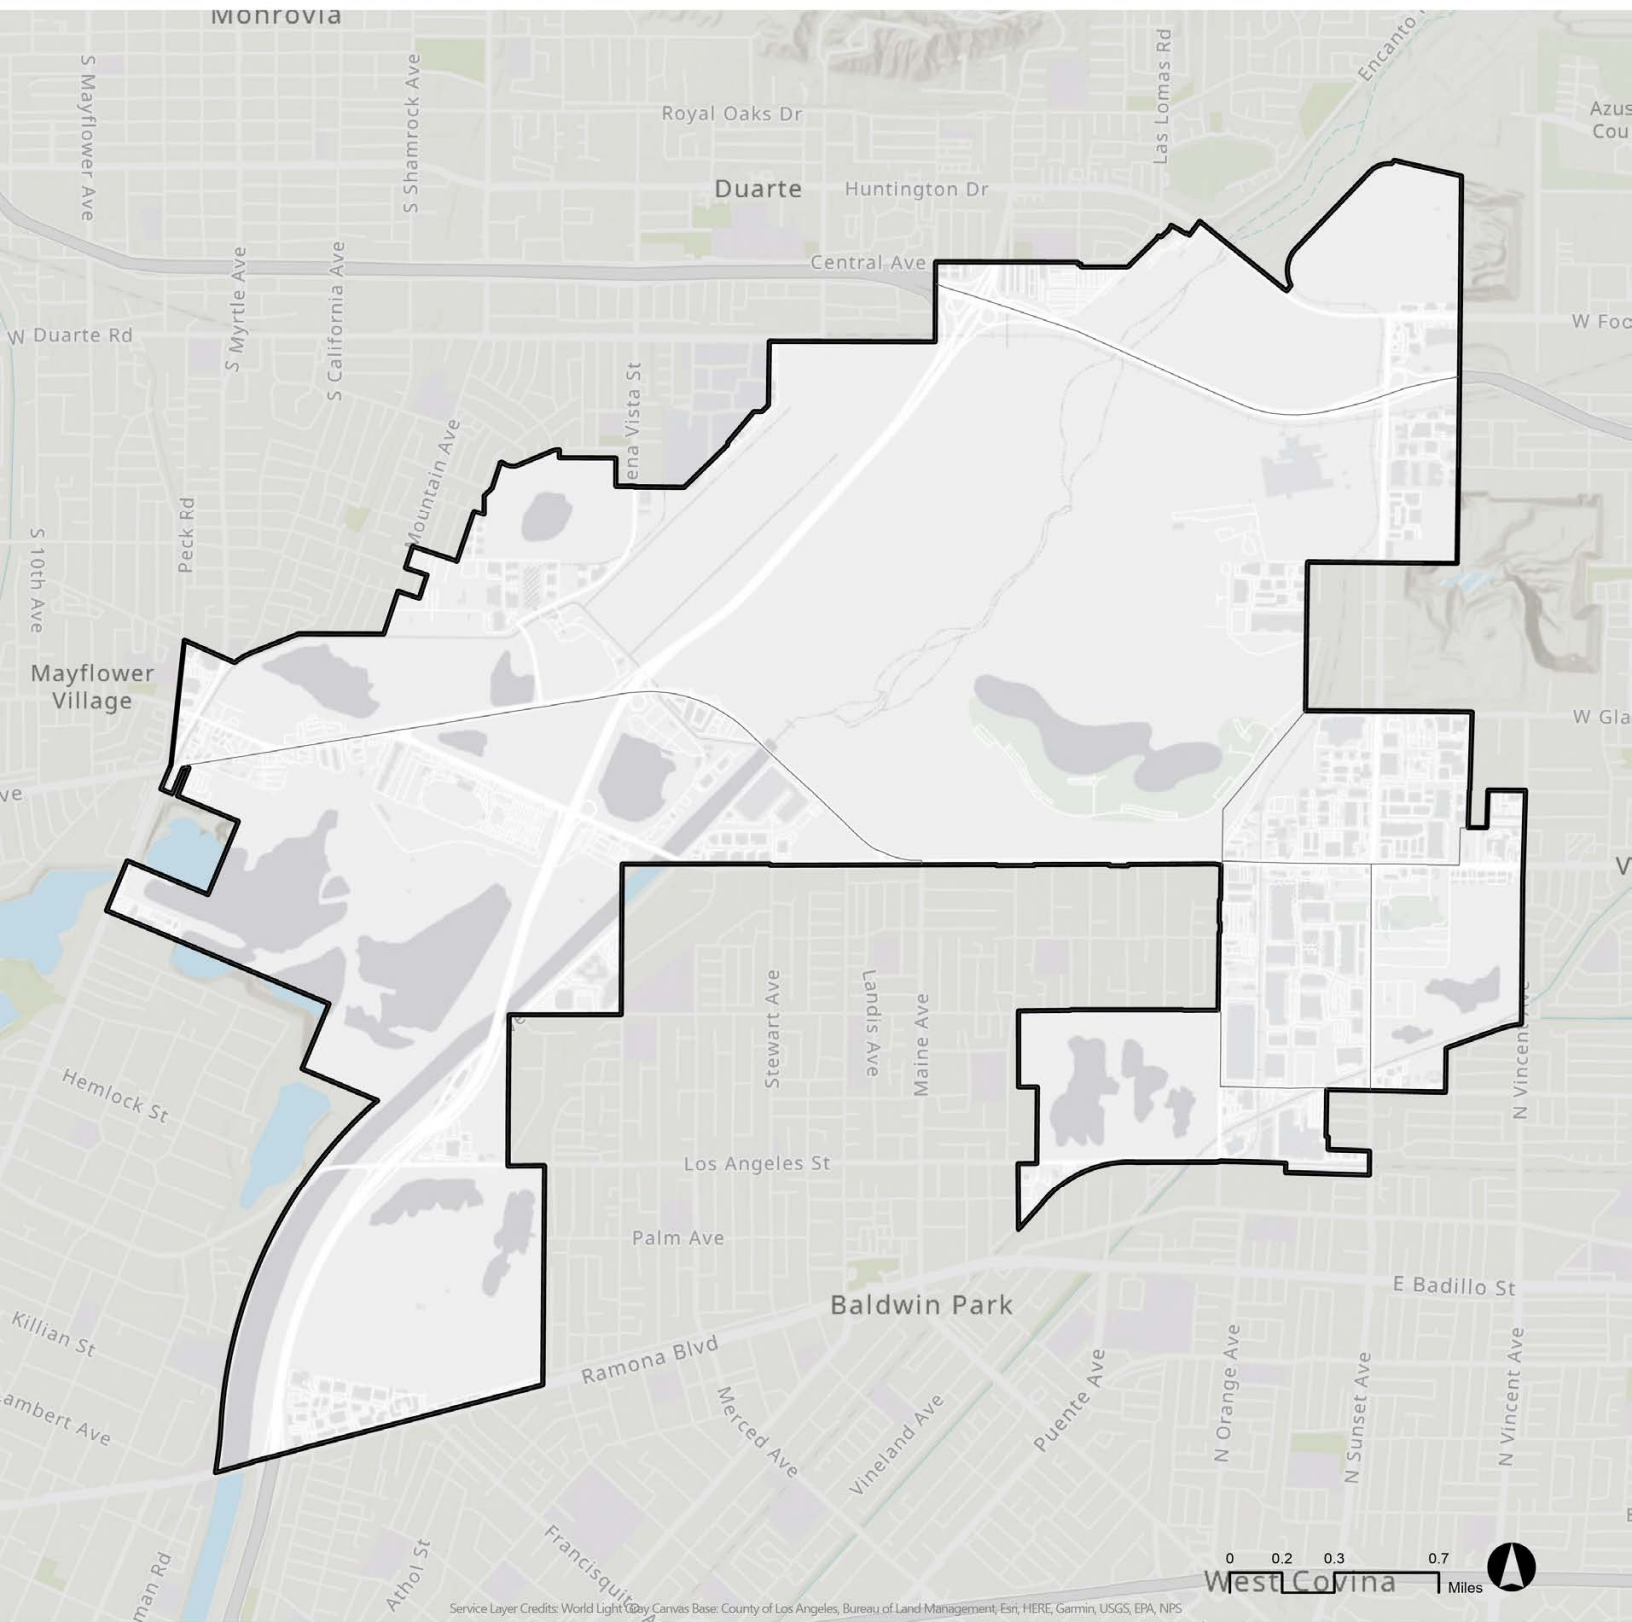 Monrovia
S Mayflower Ave
S Shamrock Ave
Las Lomas Rd
Encanto
Royal Oaks Dr
Azus
Cou
Duarte
Huntington Dr
Central Ave
S Myrtle Ave
S California Ave
W Duarte Rd
W Foo
ena Vista St
Mountain Ave
Peck Rd
S 10th Ave
Mayflower
Village
W Gla
ve
V
Stewart Ave
Landis Ave
Maine Ave
ve
N Vincent Ave
Hemlock St
Los Angeles St
Palm Ave
E Badillo St
Baldwin Park
Killian St
Ramona Blvd
Merced Ave
Vineland Ave
Puente Ave
N Orange Ave
N Sunset Ave
N Vincent Ave
ambert Ave
Francisquito A
Athol St
man Rd
0 0.2 0.3 0.7
Miles
West Covina
Service Layer Credits: World Light Gray Canvas Base: County of Los Angeles, Bureau of Land Management, Esri, HERE, Garmin, USGS, EPA, NPS